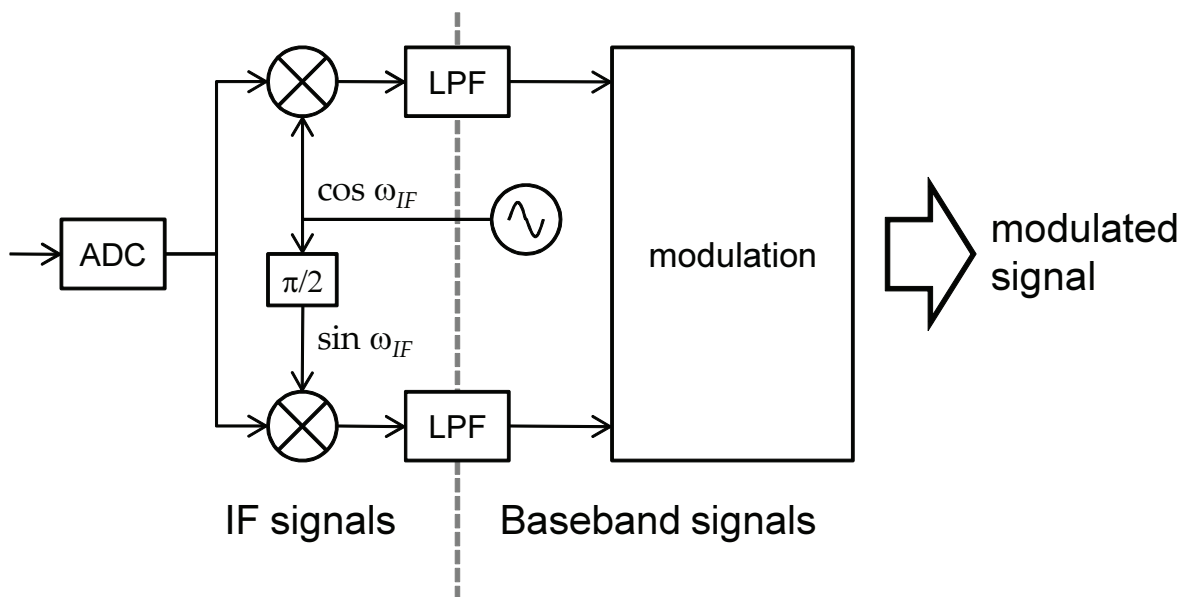 LPF
cos ω_IF
ADC
π/2
modulation
modulated
signal
sin ω_IF
LPF
IF signals
Baseband signals